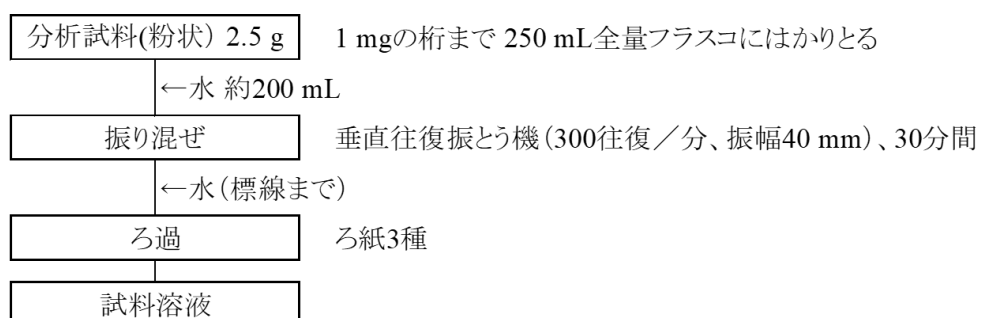 分析試料(粉状) 2.5 g 1 mgの桁まで 250 mL全量フラスコにはかりとる
←水 約200 mL
振り混ぜ 垂直往復振とう機(300往復/分、振幅40 mm)、30分間
←水(標線まで)
ろ過 ろ紙3種
試料溶液